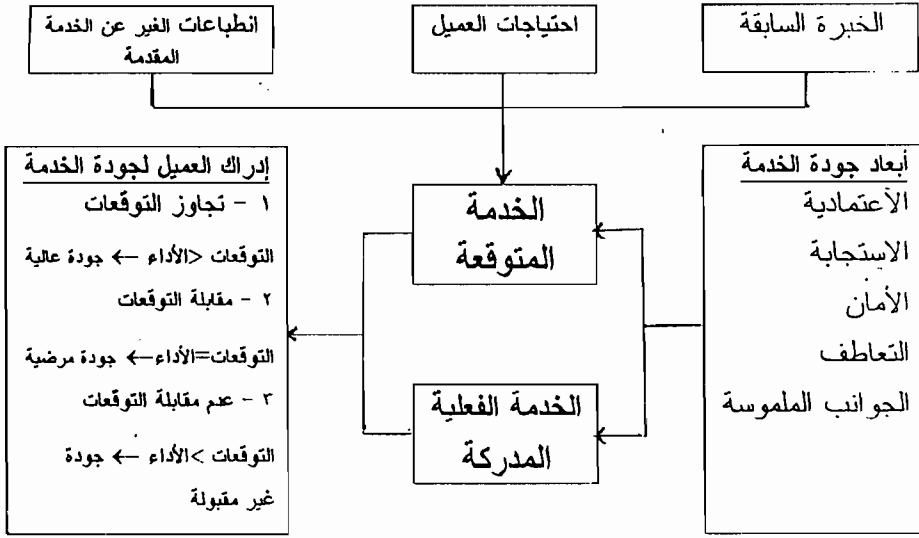 الخبرة السابقة
احتياجات العميل
انطباعات الغير عن الخدمة
المقدمة
أبعاد جودة الخدمة
الأعتمادية
الاستجابة
الأمان
التعاطف
الجوانب الملموسة
الخدمة
المتوقعة
الخدمة الفعلية
المدركة
إدراك العميل لجودة الخدمة
١ - تجاوز التوقعات
التوقعات <الأداء ← جودة عالية
٢ - مقابلة التوقعات
التوقعات=الأداء← جودة مرضية
٣ - عدم مقابلة التوقعات
التوقعات >الأداء ← جودة
غير مقبولة